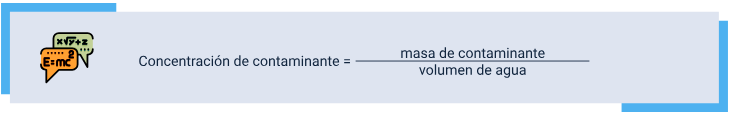 x√y+z
E=mc²
Concentración de contaminante = masa de contaminante
volumen de agua